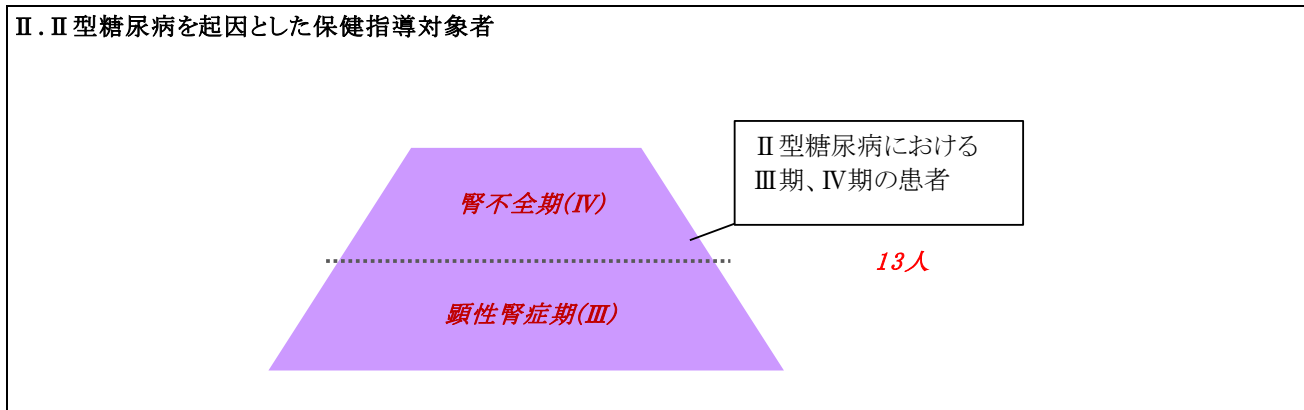 Ⅱ.Ⅱ型糖尿病を起因とした保健指導対象者
Ⅱ型糖尿病における
Ⅲ期、Ⅳ期の患者
腎不全期(Ⅳ)
13人
顕性腎症期(Ⅲ)